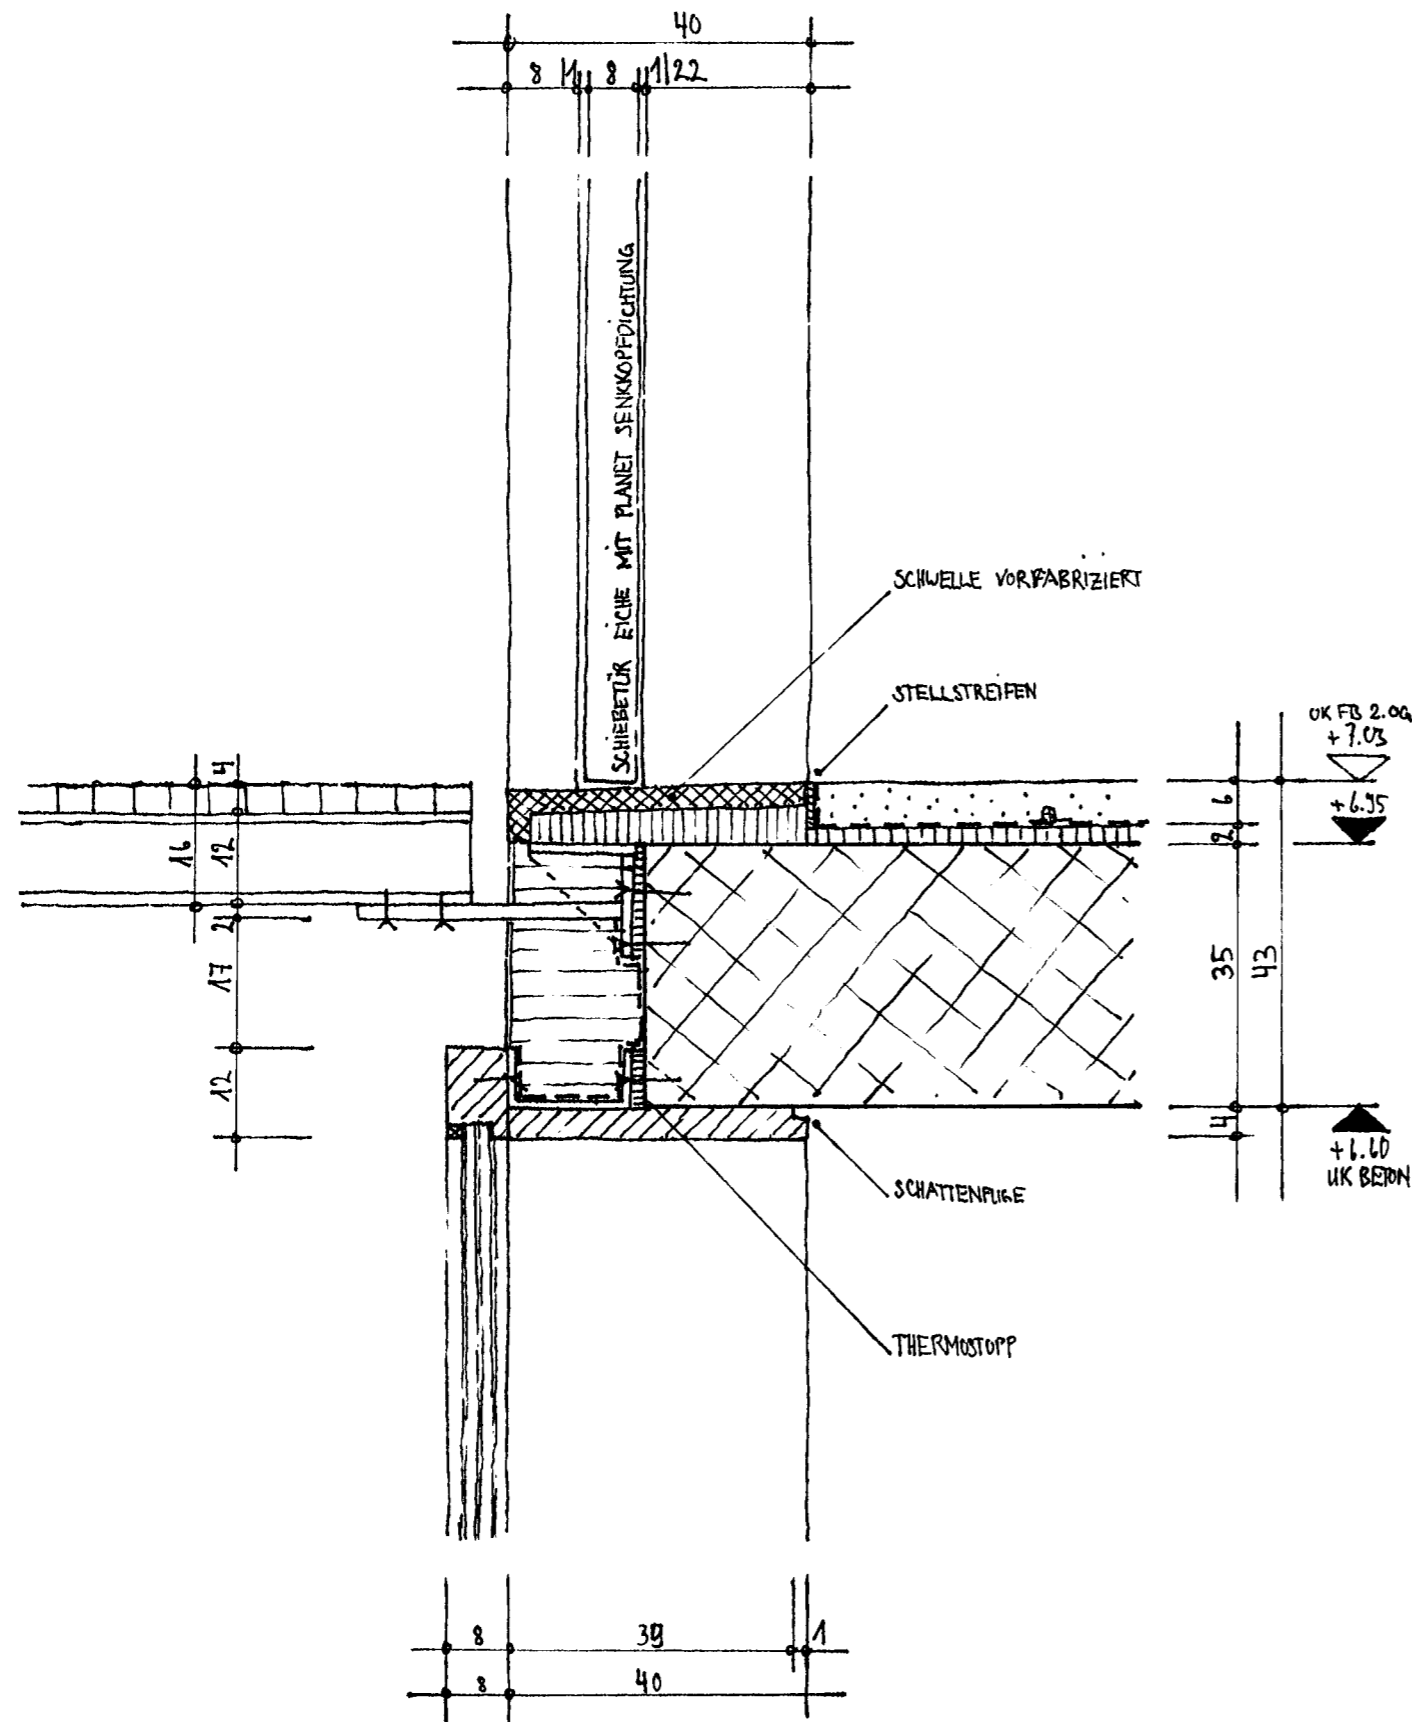 40
8 1 8 1 22
SCHIEBETÜR EICHE MIT PLANET SENKKOPFDICHTUNG
SCHWELLE VORFABRIZIERT
STELLSTREIFEN
OK FB 2.OG
+7.03
+6.95
4
16
12
2
17
12
6
2
35
43
4
+6.60
UK BETON
SCHATTENFUGE
THERMOSTOPP
8 39 1
8 40